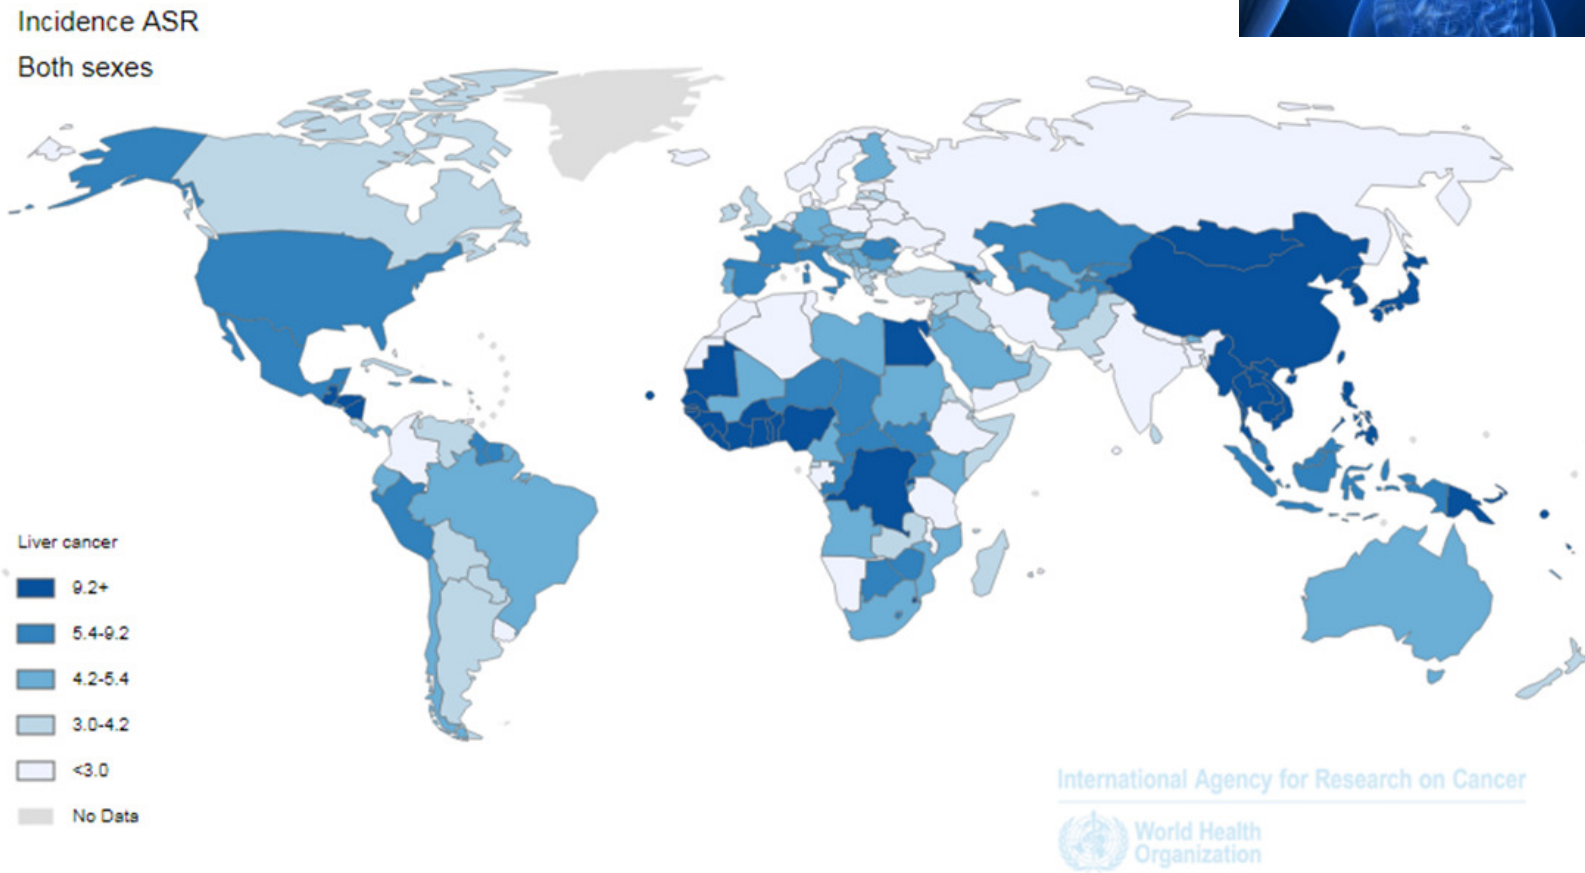 Incidence ASR
Both sexes
Liver cancer
9.2+
5.4-9.2
4.2-5.4
3.0-4.2
<3.0
No Data
International Agency for Research on Cancer
World Health
Organization